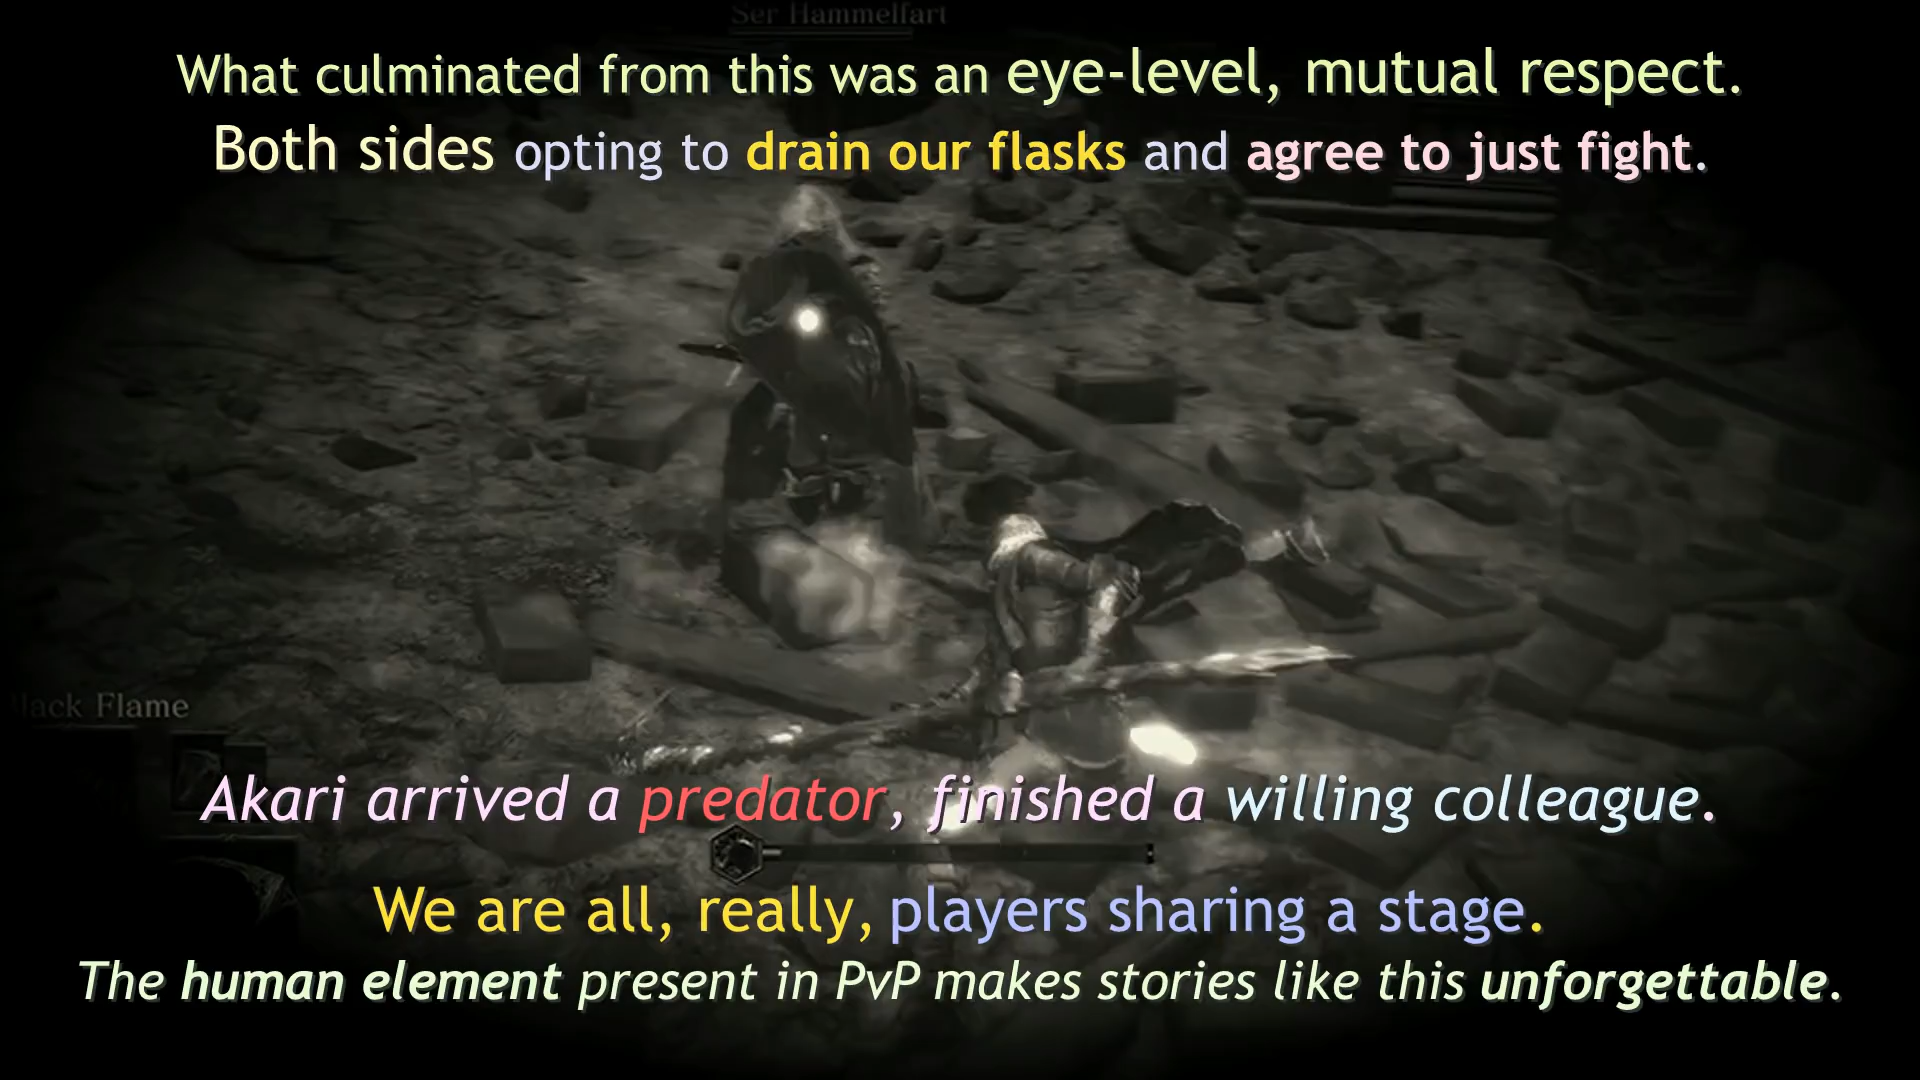 Ser Hammelfart
What culminated from this was an eye-level, mutual respect.
Both sides opting to drain our flasks and agree to just fight.
lack Flame
Akari arrived a predator, finished a willing colleague.
We are all, really, players sharing a stage.
The human element present in PvP makes stories like this unforgettable.